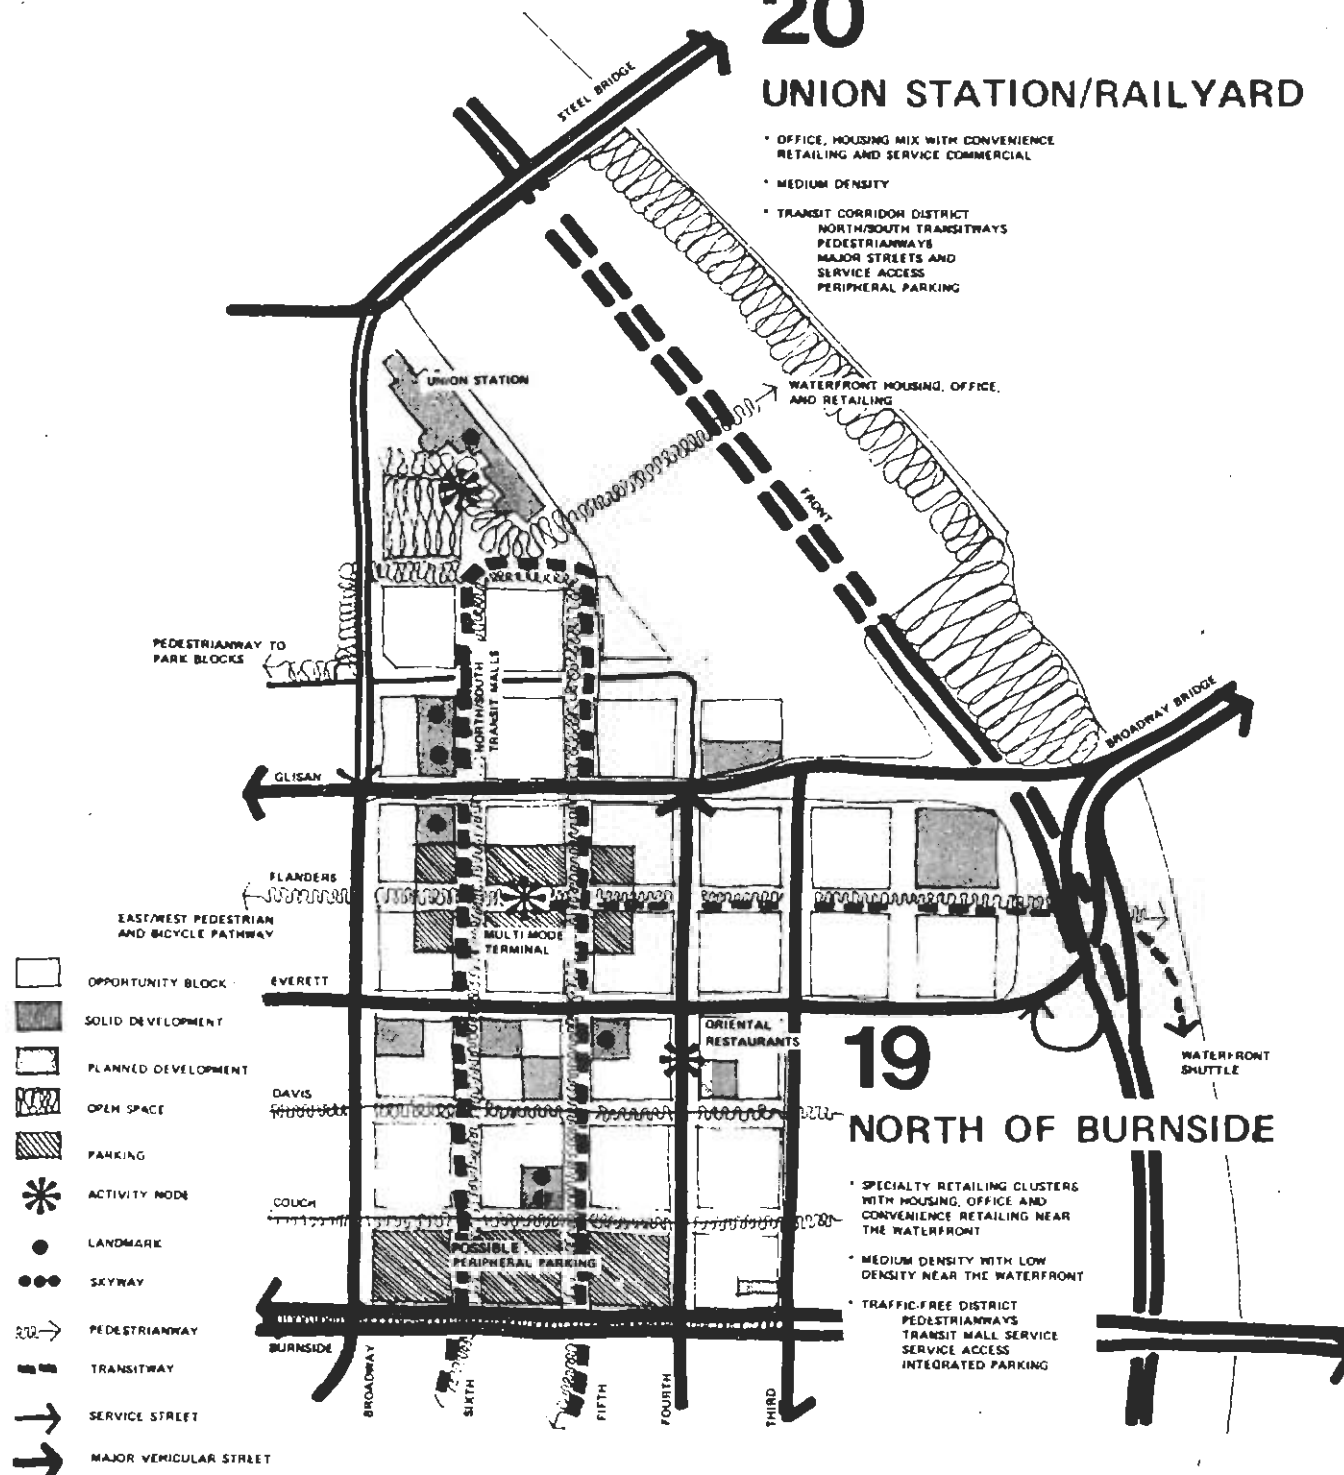 20
UNION STATION/RAILYARD
* OFFICE, HOUSING MIX WITH CONVENIENCE
RETAILING AND SERVICE COMMERCIAL
* MEDIUM DENSITY
* TRANSIT CORRIDOR DISTRICT
NORTH/SOUTH TRANSITWAYS
PEDESTRIANWAYS
MAJOR STREETS AND
SERVICE ACCESS
PERIPHERAL PARKING
STEEL BRIDGE
UNION STATION
WATERFRONT HOUSING, OFFICE,
AND RETAILING
FRONT
PEDESTRIANWAY TO
PARK BLOCKS
NORTH/SOUTH
TRANSIT MALLS
BROADWAY BRIDGE
GLISAN
FLANDERS
EAST/WEST PEDESTRIAN
AND BICYCLE PATHWAY
MULTI MODE
TERMINAL
EVERETT
ORIENTAL
RESTAURANTS
WATERFRONT
SHUTTLE
DAVIS
COUCH
POSSIBLE
PERIPHERAL PARKING
BURNSIDE
BROADWAY
SIXTH
FIFTH
FOURTH
THIRD
OPPORTUNITY BLOCK
SOLID DEVELOPMENT
PLANNED DEVELOPMENT
OPEN SPACE
PARKING
ACTIVITY NODE
LANDMARK
SKYWAY
PEDESTRIANWAY
TRANSITWAY
SERVICE STREET
MAJOR VEHICULAR STREET
19
NORTH OF BURNSIDE
* SPECIALTY RETAILING CLUSTERS
WITH HOUSING, OFFICE AND
CONVENIENCE RETAILING NEAR
THE WATERFRONT
* MEDIUM DENSITY WITH LOW
DENSITY NEAR THE WATERFRONT
* TRAFFIC-FREE DISTRICT
PEDESTRIANWAYS
TRANSIT MALL SERVICE
SERVICE ACCESS
INTEGRATED PARKING